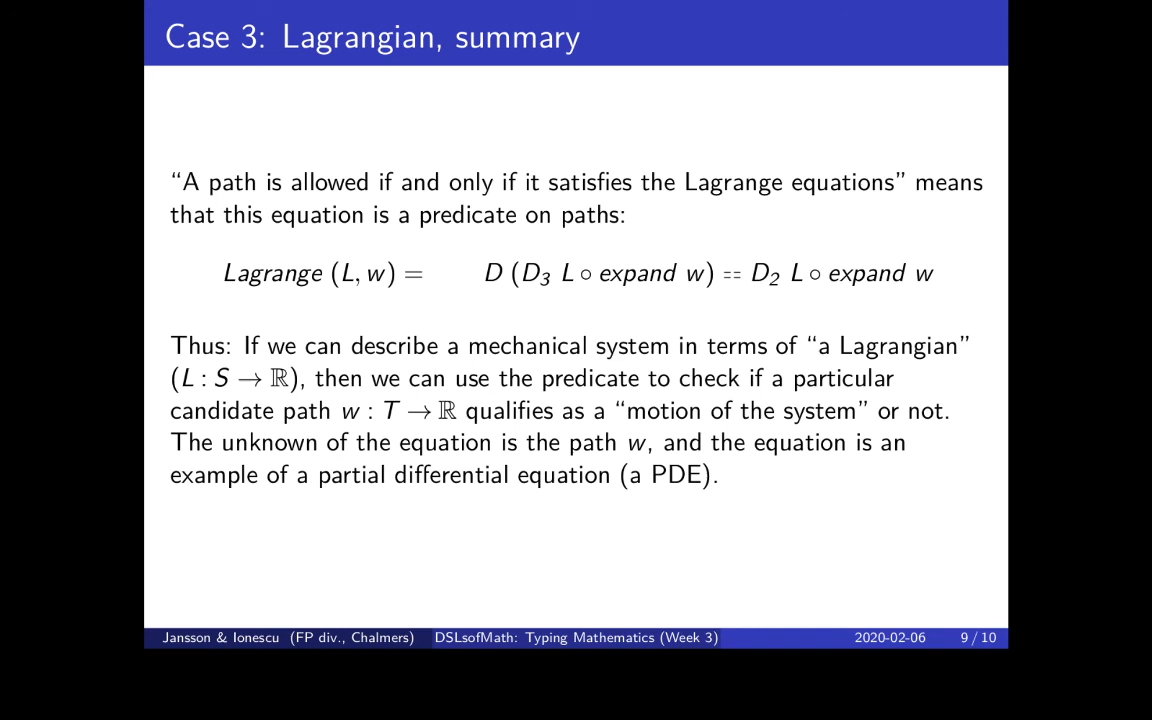 Case 3: Lagrangian, summary
“A path is allowed if and only if it satisfies the Lagrange equations” means
that this equation is a predicate on paths:
Lagrange (L, w) = D (D₃ L ∘ expand w) == D₂ L ∘ expand w
Thus: If we can describe a mechanical system in terms of “a Lagrangian”
(L : S → ℝ), then we can use the predicate to check if a particular
candidate path w : T → ℝ qualifies as a “motion of the system” or not.
The unknown of the equation is the path w, and the equation is an
example of a partial differential equation (a PDE).
Jansson & Ionescu (FP div., Chalmers) DSLsofMath: Typing Mathematics (Week 3) 2020-02-06 9 / 10